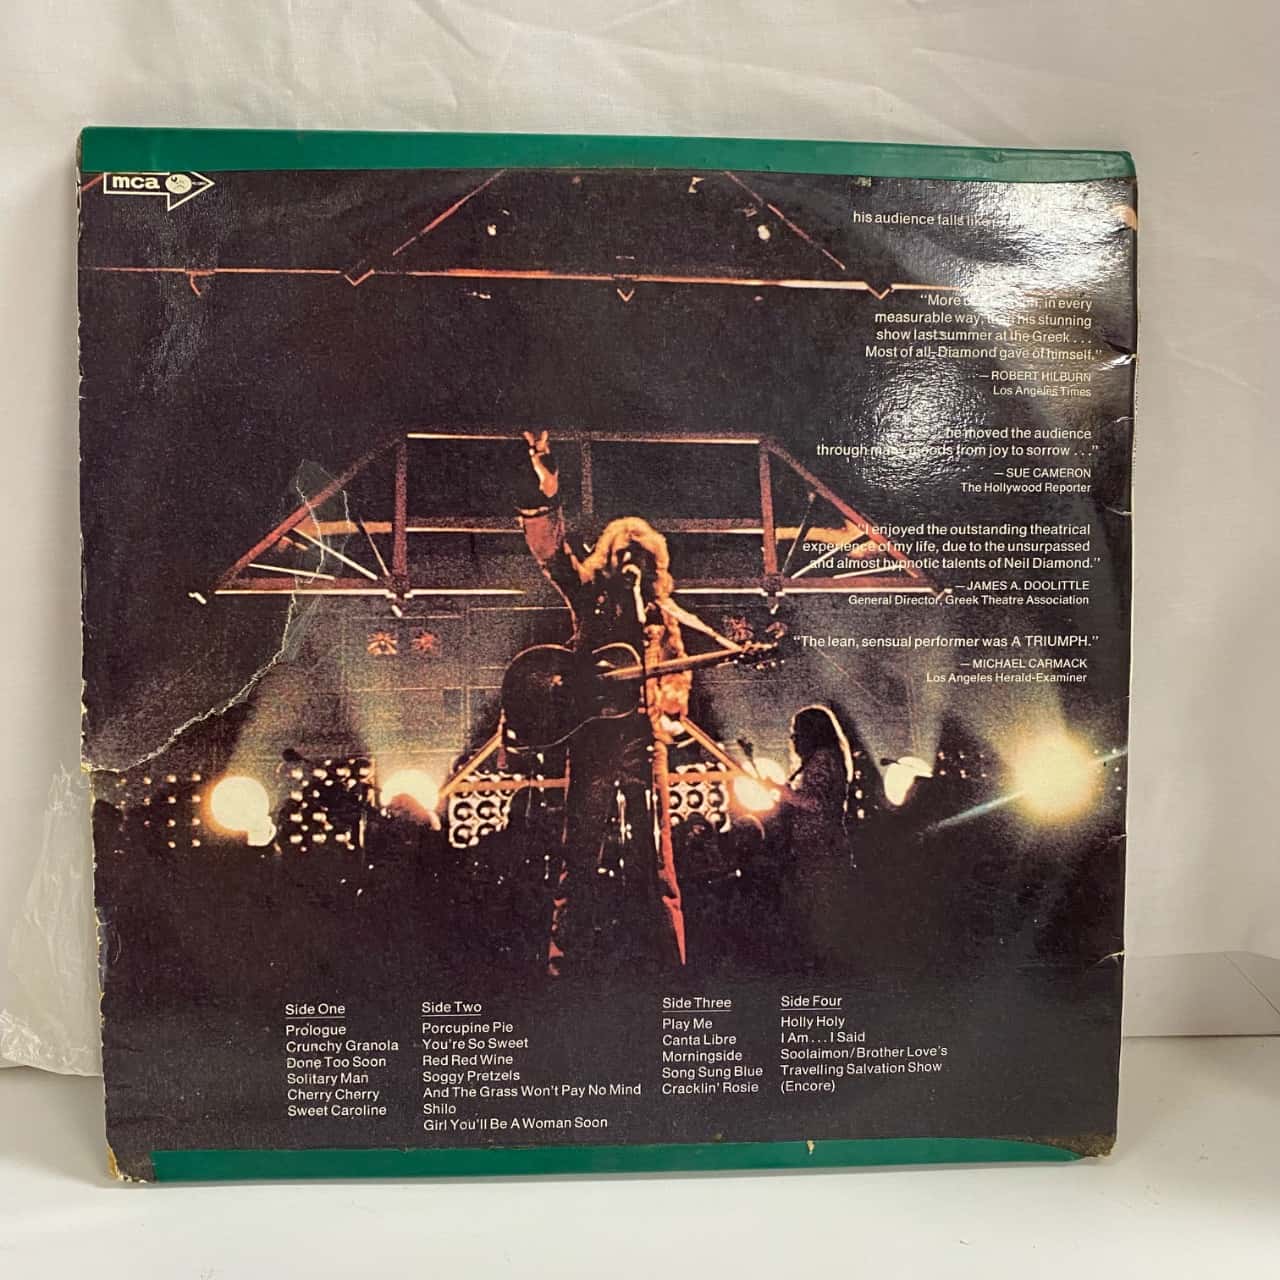 mca
his audience falls
"More in every
measurable way, his stunning
show last summer at the Greek ...
Most of all-Diamond gave of himself."
— ROBERT HILBURN
Los Angeles Times
he moved the audience
through many moods from joy to sorrow ..."
— SUE CAMERON
The Hollywood Reporter
"I enjoyed the outstanding theatrical
experience of my life, due to the unsurpassed
and almost hypnotic talents of Neil Diamond."
— JAMES A. DOOLITTLE
General Director, Greek Theatre Association
"The lean, sensual performer was A TRIUMPH."
— MICHAEL CARMACK
Los Angeles Herald-Examiner
Side One
Prologue
Crunchy Granola
Done Too Soon
Solitary Man
Cherry Cherry
Sweet Caroline
Side Two
Porcupine Pie
You're So Sweet
Red Red Wine
Soggy Pretzels
And The Grass Won't Pay No Mind
Shilo
Girl You'll Be A Woman Soon
Side Three
Play Me
Canta Libre
Morningside
Song Sung Blue
Cracklin' Rosie
Side Four
Holly Holy
I Am ... I Said
Soolaimon/Brother Love's
Travelling Salvation Show
(Encore)